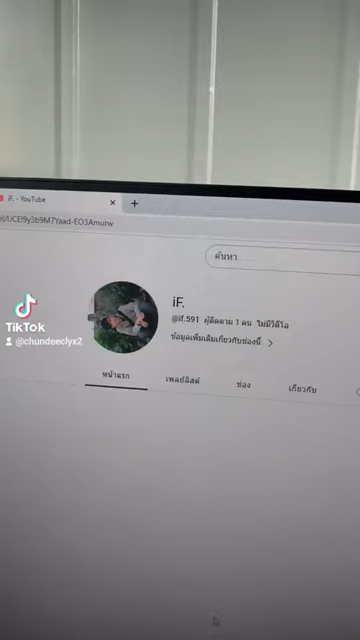 iF. - YouTube
el/UCEl9y3b9M7Yaad-EO3Amurw
ค้นหา
iF.
@if.591 ผู้ติดตาม 1 คน ไม่มีวิดีโอ
ข้อมูลเพิ่มเติมเกี่ยวกับช่องนี้
หน้าแรก เพลย์ลิสต์ ช่อง เกี่ยวกับ
TikTok
@chundeeclyx2